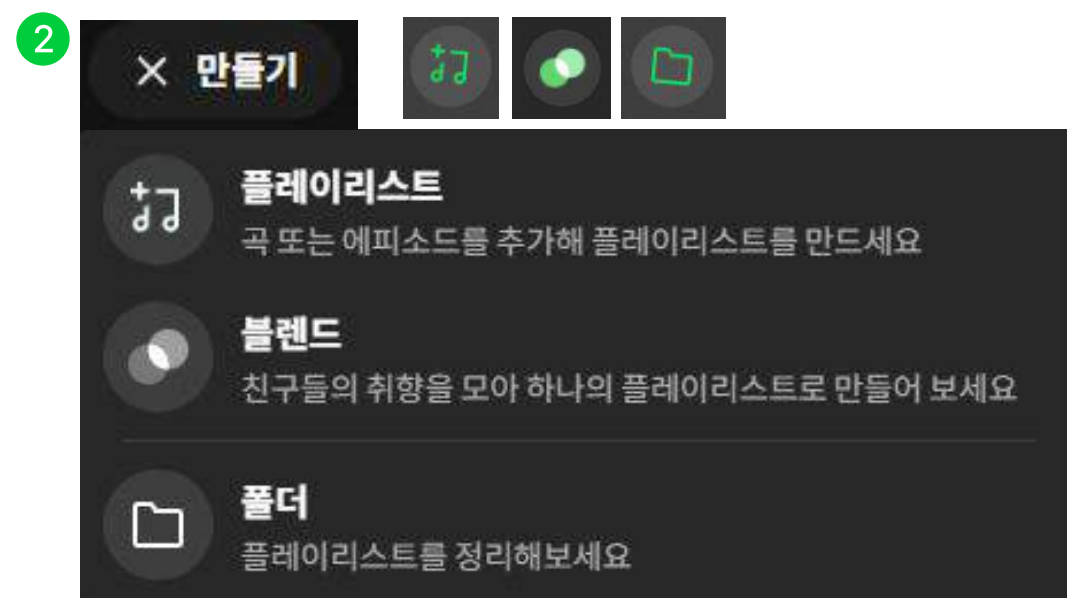 2
만들기
플레이리스트
곡 또는 에피소드를 추가해 플레이리스트를 만드세요
블렌드
친구들의 취향을 모아 하나의 플레이리스트로 만들어 보세요
폴더
플레이리스트를 정리해보세요